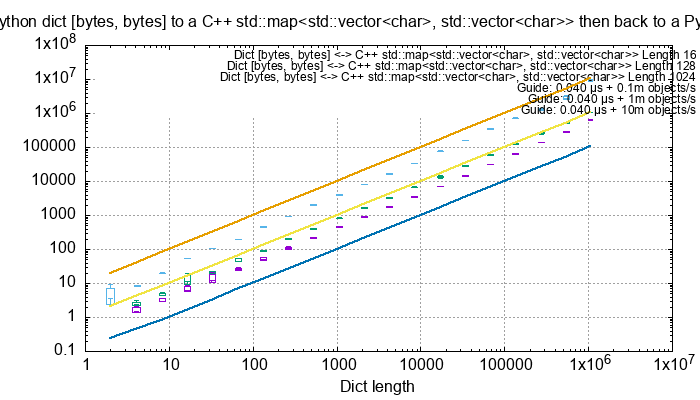 ython dict [bytes, bytes] to a C++ std::map<std::vector<char>, std::vector<char>> then back to a Py
1x10^8
Dict [bytes, bytes] <-> C++ std::map<std::vector<char>, std::vector<char>> Length 16
Dict [bytes, bytes] <-> C++ std::map<std::vector<char>, std::vector<char>> Length 128
Dict [bytes, bytes] <-> C++ std::map<std::vector<char>, std::vector<char>> Length 1024
1x10^7
Guide: 0.040 µs + 0.1m objects/s
Guide: 0.040 µs + 1m objects/s
Guide: 0.040 µs + 10m objects/s
1x10^6
100000
10000
1000
100
10
1
0.1
1 10 100 1000 10000 100000 1x10^6 1x10^7
Dict length